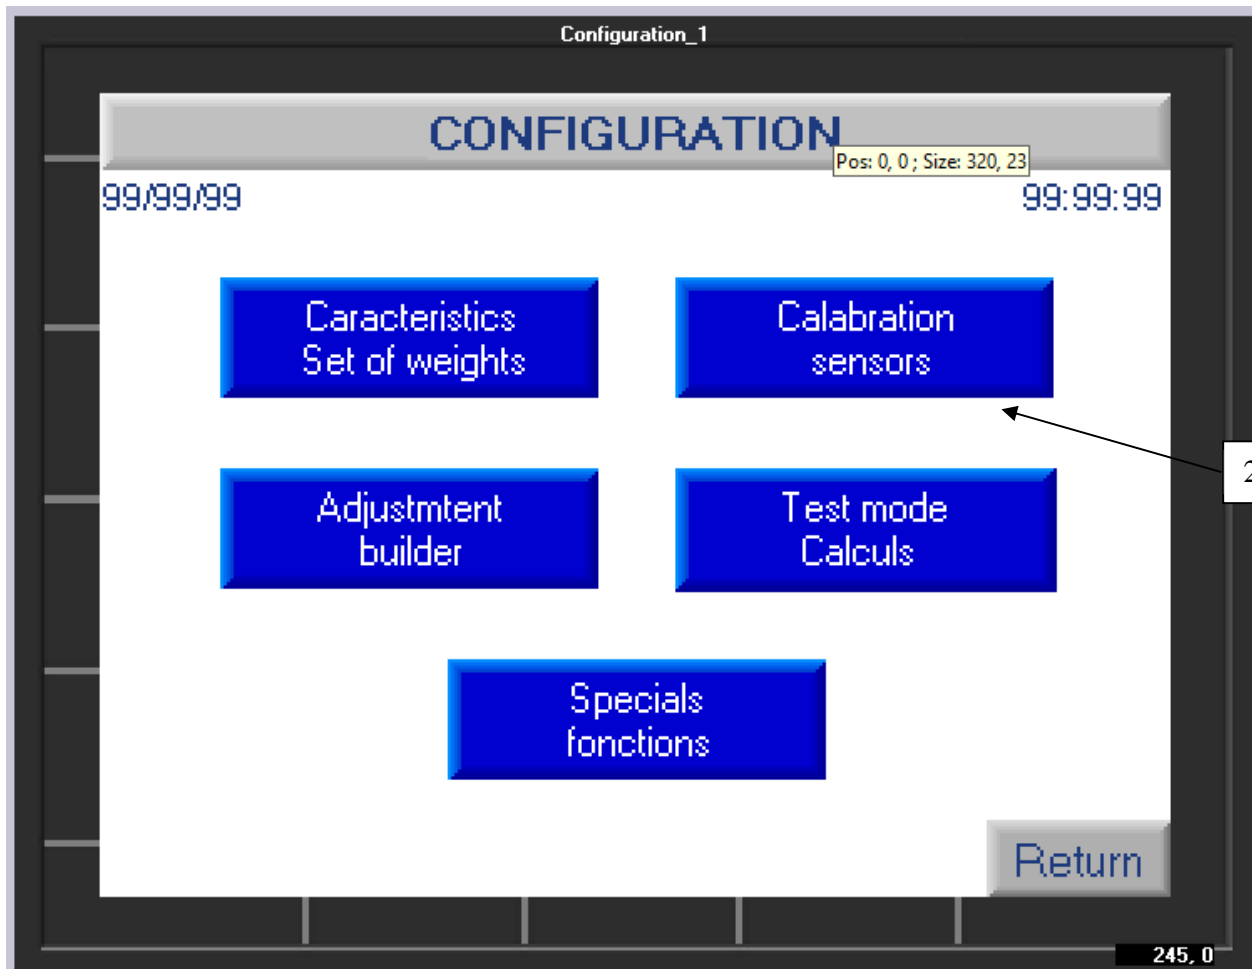 Configuration_1
CONFIGURATION
Pos: 0, 0 ; Size: 320, 23
99/99/99
99:99:99
Caracteristics
Set of weights
Calabration
sensors
2
Adjustmtent
builder
Test mode
Calculs
Specials
fonctions
Return
245, 0